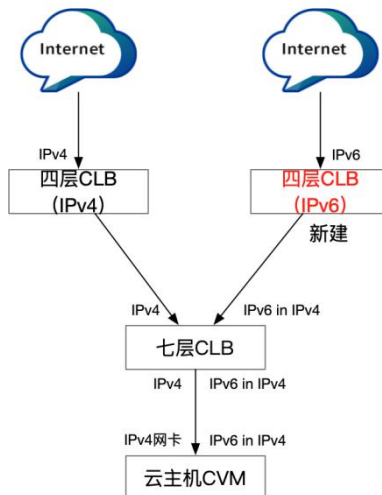 Internet
Internet
IPv4
IPv6
四层CLB
（IPv4）
四层CLB
（IPv6）
新建
IPv4
IPv6 in IPv4
七层CLB
IPv4
IPv6 in IPv4
IPv4网卡
IPv6 in IPv4
云主机CVM